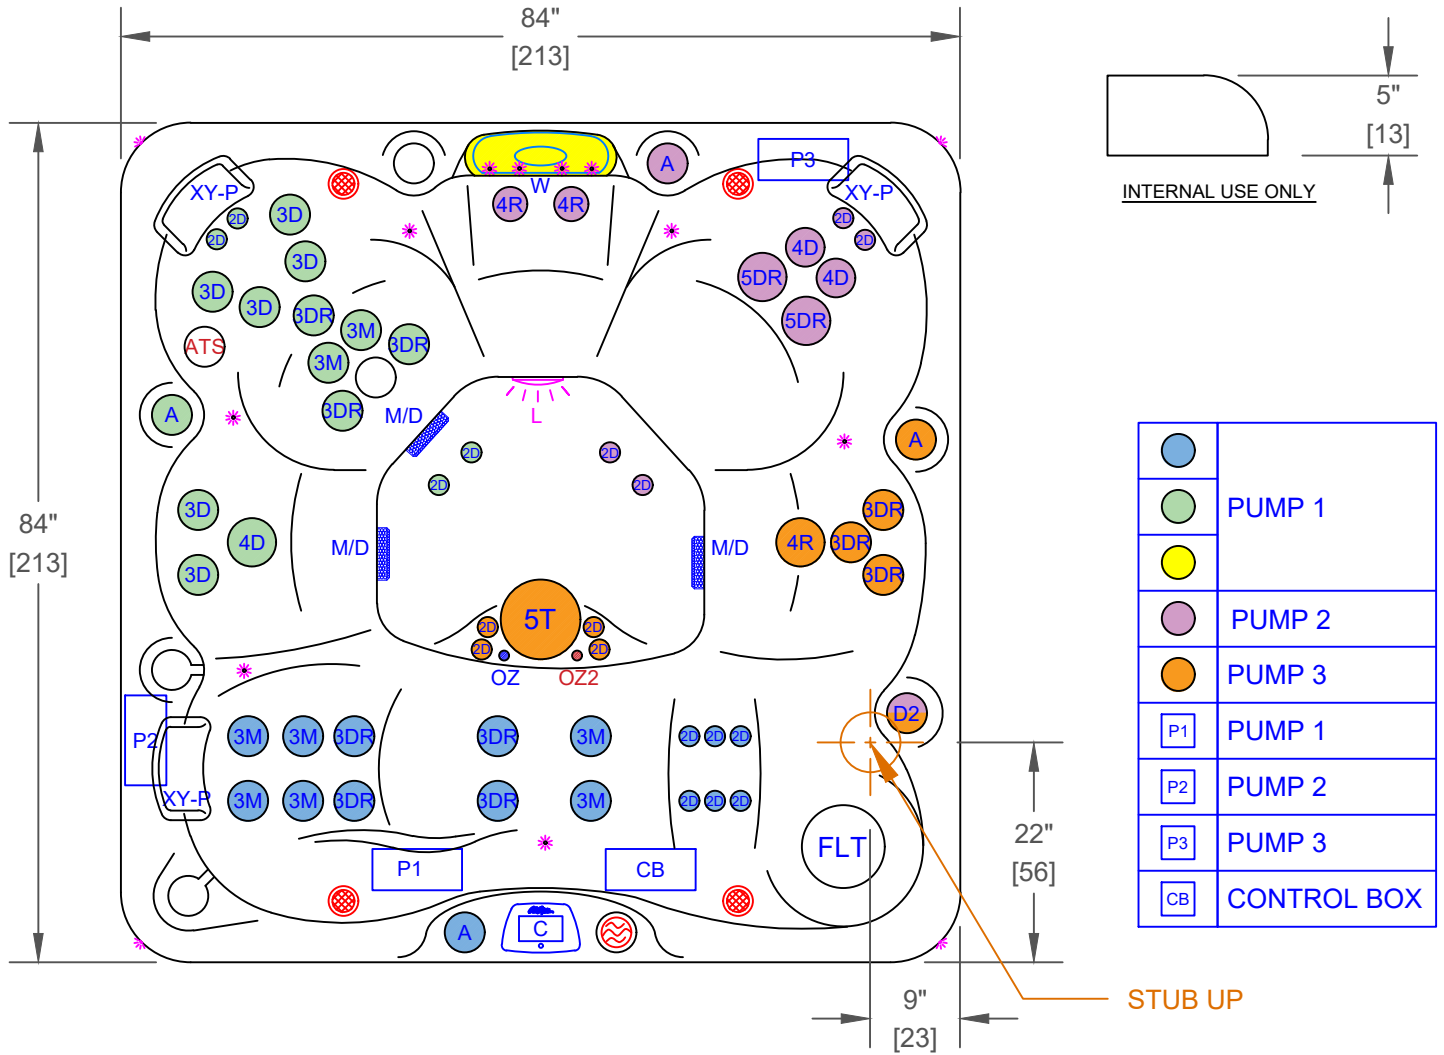 84"
[213]
5"
[13]
INTERNAL USE ONLY
A
P3
XY-P
XY-P
W
4R
4R
2D
2D
3D
2D
2D
3D
4D
5DR
4D
3D
3D
3DR
5DR
3M
3DR
3M
ATS
3DR
L
M/D
A
A
2D
2D
2D
2D
3D
3DR
84"
[213]
4D
M/D
M/D
4R
3DR
3D
3DR
5T
2D
2D
2D
2D
OZ
OZ2
D2
P2
3M
3M
3DR
3DR
3M
2D
2D
2D
XY-P
3M
3M
3DR
3DR
3M
2D
2D
2D
FLT
P1
CB
A
C
22"
[56]
9"
[23]
STUB UP
PUMP 1
PUMP 2
PUMP 3
P1
PUMP 1
P2
PUMP 2
P3
PUMP 3
CB
CONTROL BOX